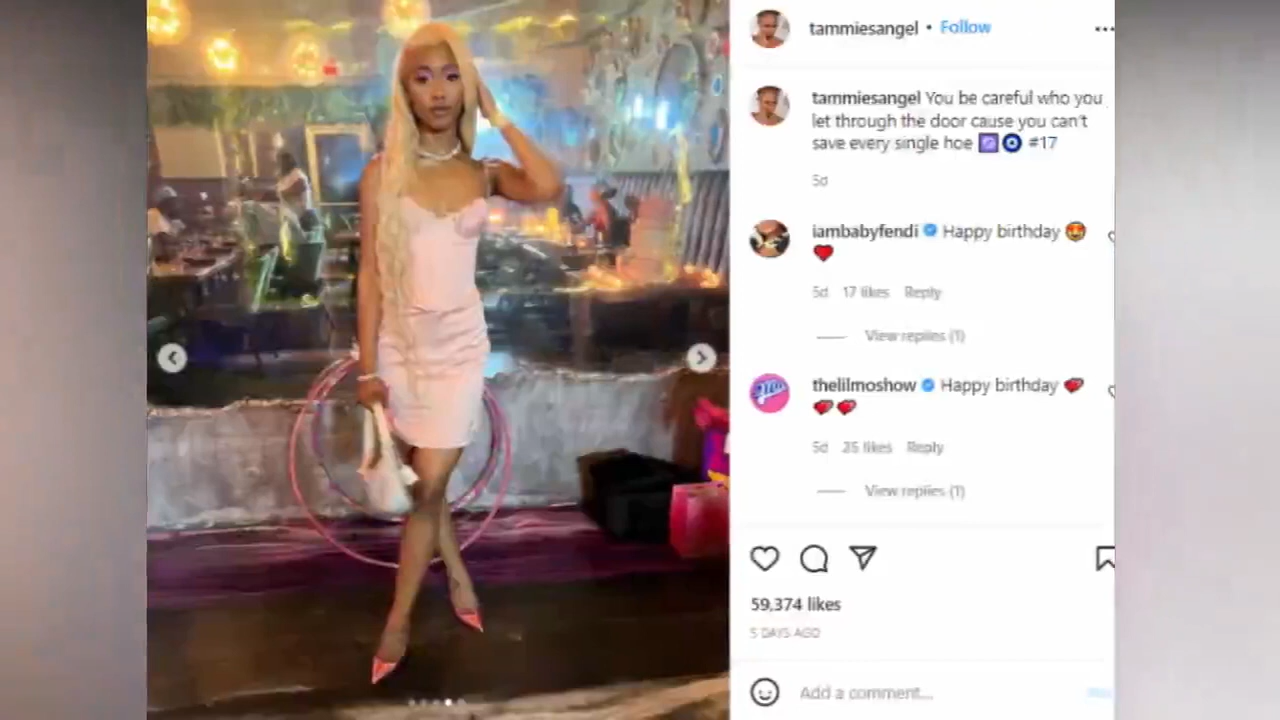 tammiesangel • Follow
tammiesangel You be careful who you
let through the door cause you can't
save every single hoe #17
5d
iambabyfendi Happy birthday
5d 17 likes Reply
View replies (1)
thelilmoshow Happy birthday
5d 25 likes Reply
View replies (1)
59,374 likes
5 DAYS AGO
Add a comment...